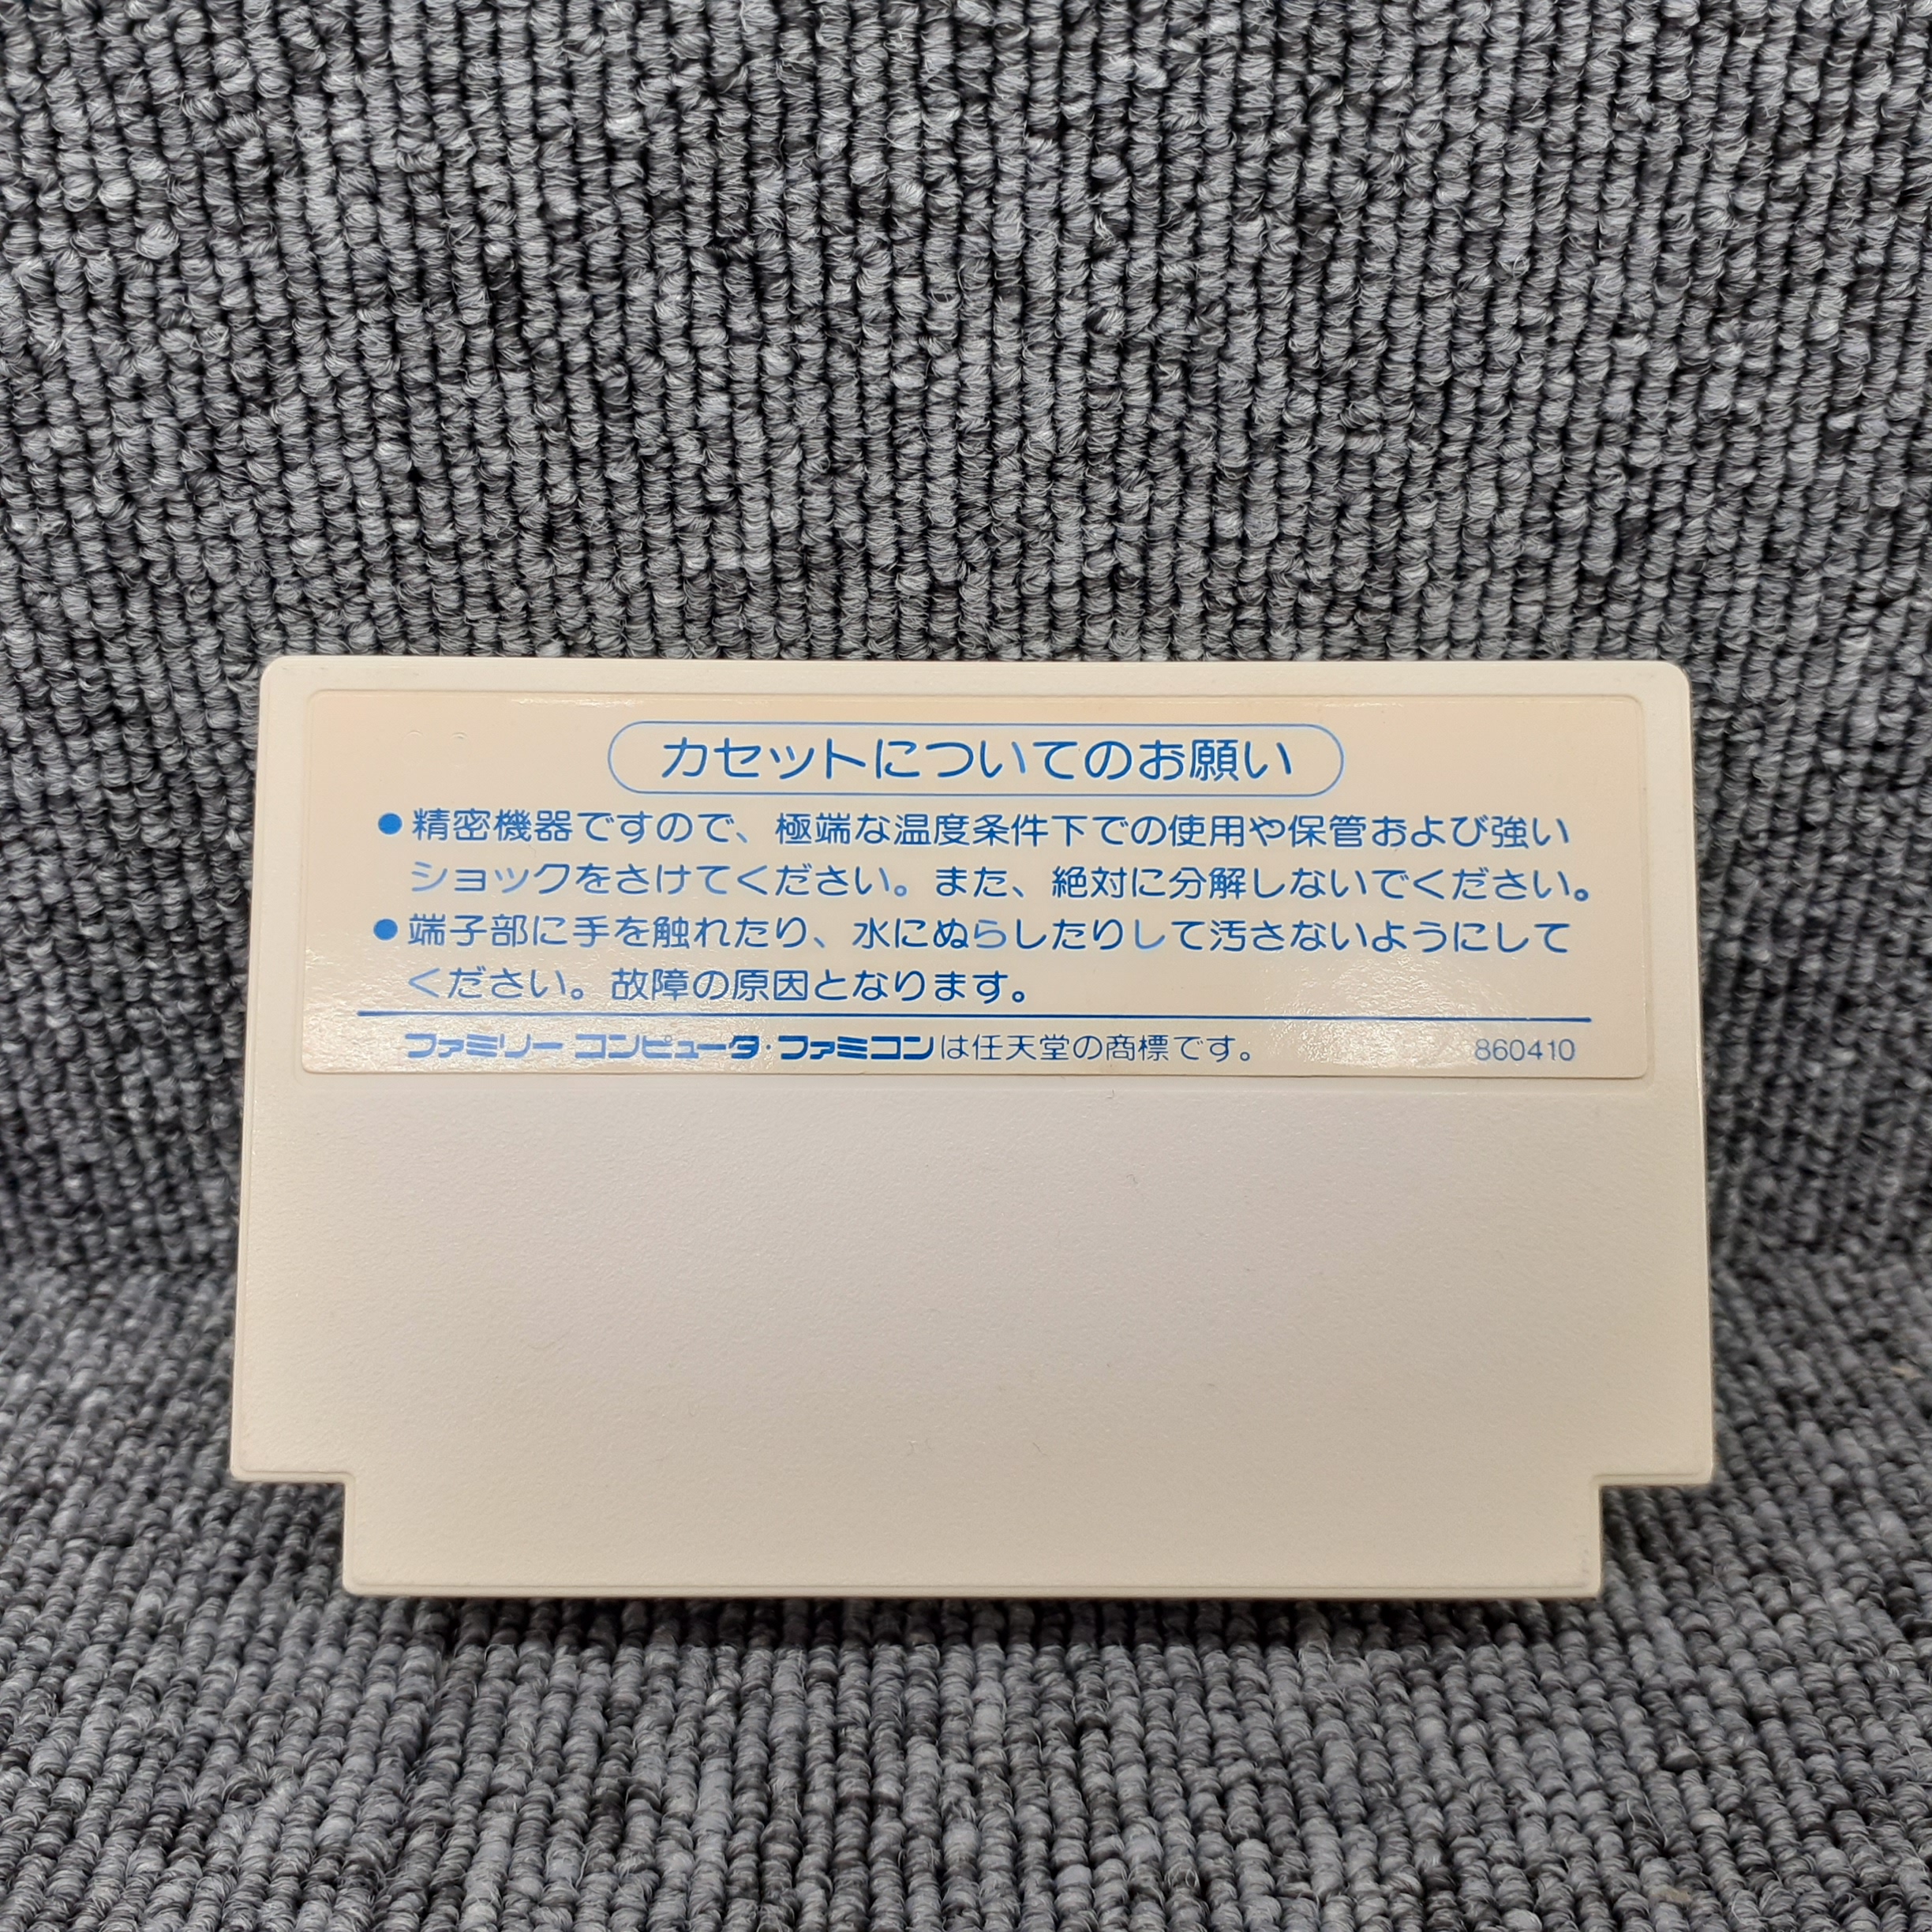 カセットについてのお願い
●精密機器ですので、極端な温度条件下での使用や保管および強い
ショックをさけてください。また、絶対に分解しないでください。
●端子部に手を触れたり、水にぬらしたりして汚さないようにして
ください。故障の原因となります。
ファミリー コンピュータ・ファミコンは任天堂の商標です。 860410